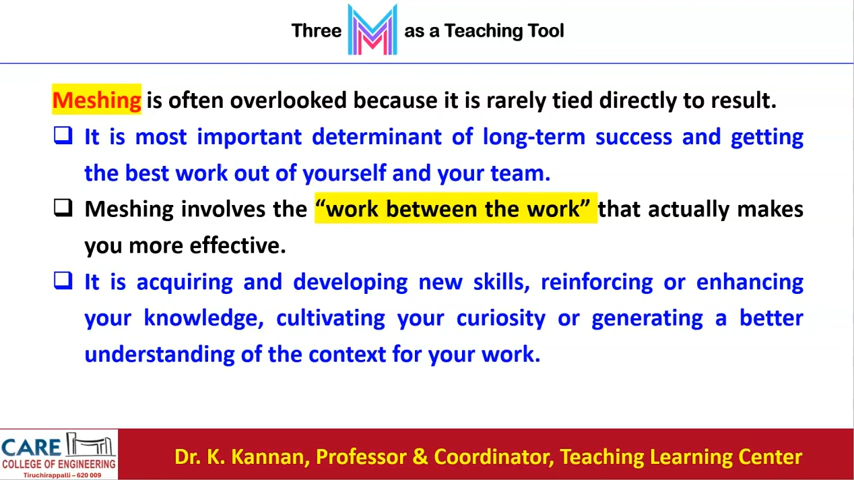 Three M as a Teaching Tool
Meshing is often overlooked because it is rarely tied directly to result.
It is most important determinant of long-term success and getting
the best work out of yourself and your team.
Meshing involves the “work between the work” that actually makes
you more effective.
It is acquiring and developing new skills, reinforcing or enhancing
your knowledge, cultivating your curiosity or generating a better
understanding of the context for your work.
CARE
COLLEGE OF ENGINEERING
Tiruchirappalli – 620 009
Dr. K. Kannan, Professor & Coordinator, Teaching Learning Center